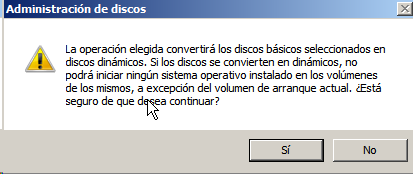 Administración de discos
La operación elegida convertirá los discos básicos seleccionados en
discos dinámicos. Si los discos se convierten en dinámicos, no
podrá iniciar ningún sistema operativo instalado en los volúmenes
de los mismos, a excepción del volumen de arranque actual. ¿Está
seguro de que desea continuar?
Sí
No